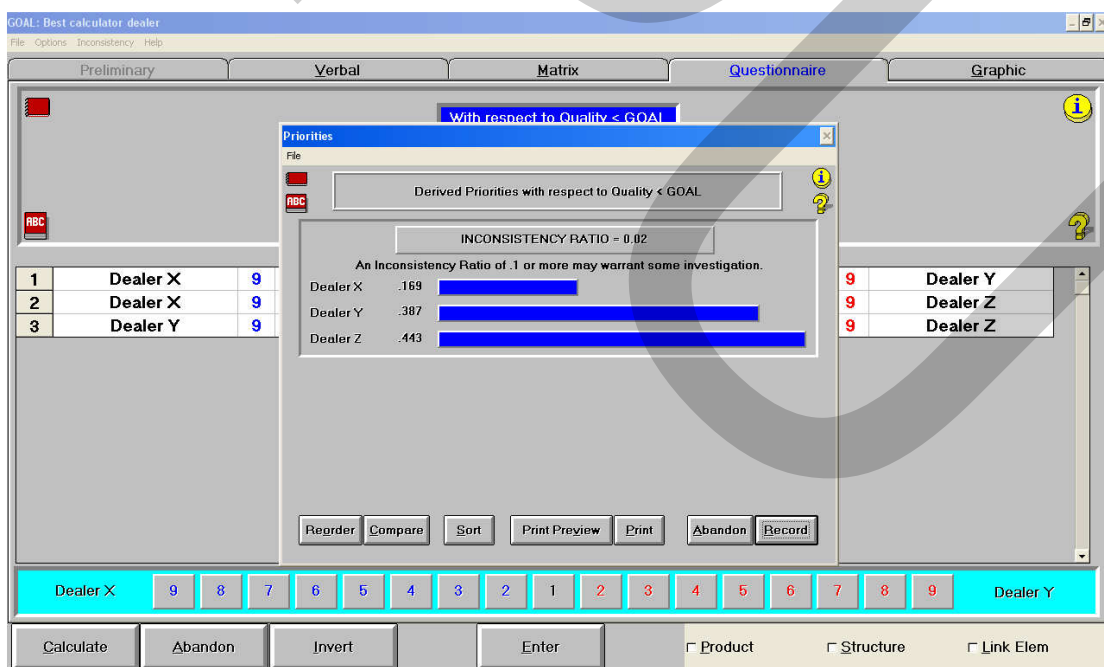 GOAL: Best calculator dealer
File Options Inconsistency Help
Preliminary Verbal Matrix Questionnaire Graphic
With respect to Quality < GOAL
Priorities
File
Derived Priorities with respect to Quality < GOAL
ABC
INCONSISTENCY RATIO = 0.02
An Inconsistency Ratio of .1 or more may warrant some investigation.
Dealer X .169
Dealer Y .387
Dealer Z .443
Reorder Compare Sort Print Preview Print Abandon Record
ABC
1 Dealer X 9 9 Dealer Y
2 Dealer X 9 9 Dealer Z
3 Dealer Y 9 9 Dealer Z
Dealer X 9 8 7 6 5 4 3 2 1 2 3 4 5 6 7 8 9 Dealer Y
Calculate Abandon Invert Enter Product Structure Link Elem